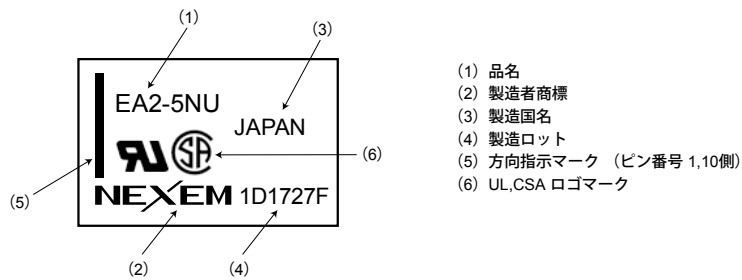 (1)
(3)
EA2-5NU
JAPAN
(6)
(5)
NEXEM 1D1727F
(2)
(4)
(1) 品名
(2) 製造者商標
(3) 製造国名
(4) 製造ロット
(5) 方向指示マーク （ピン番号 1,10側）
(6) UL,CSA ロゴマーク